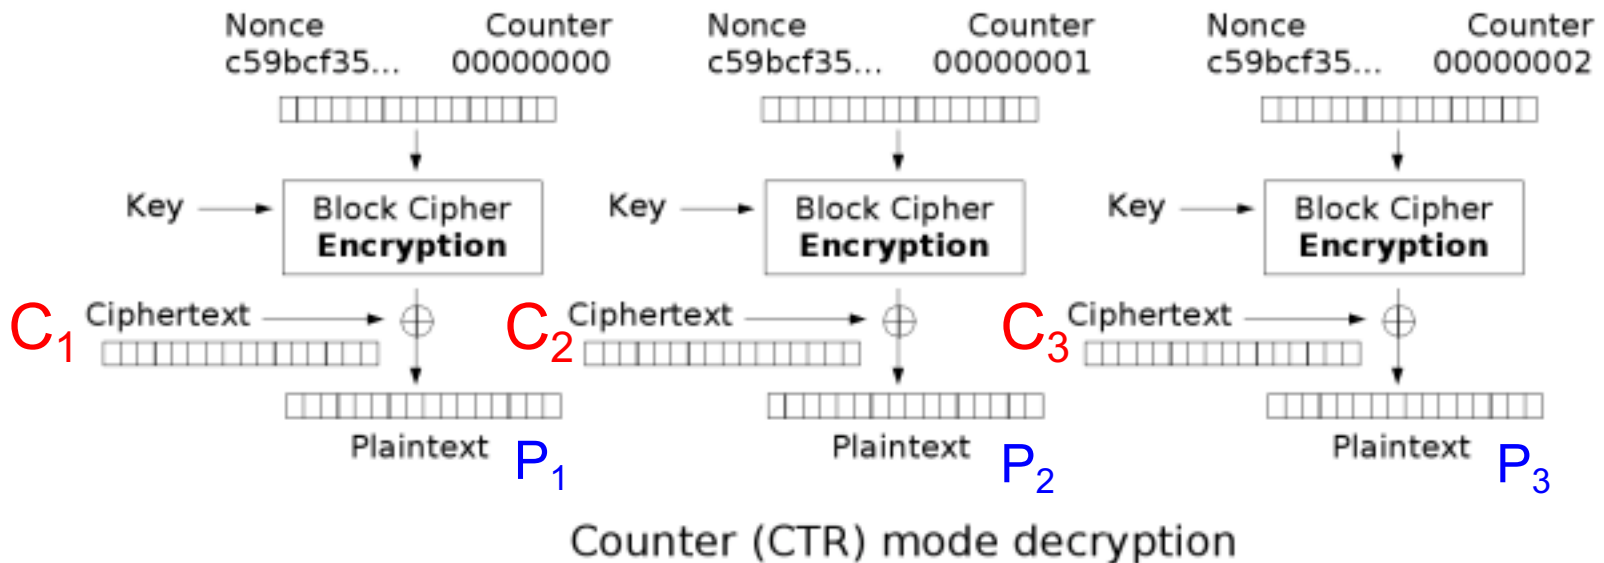 Nonce Counter Nonce Counter Nonce Counter
c59bcf35... 00000000 c59bcf35... 00000001 c59bcf35... 00000002
Key Block Cipher Key Block Cipher Key Block Cipher
Encryption Encryption Encryption
C1 Ciphertext C2 Ciphertext C3 Ciphertext
Plaintext P1 Plaintext P2 Plaintext P3
Counter (CTR) mode decryption